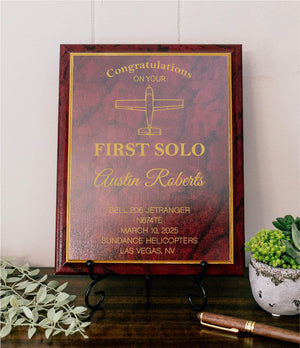 Congratulations
ON YOUR
FIRST SOLO
Austin Roberts
BELL 206 JETRANGER
N674TE
MARCH 10, 2025
SUNDANCE HELICOPTERS
LAS VEGAS, NV